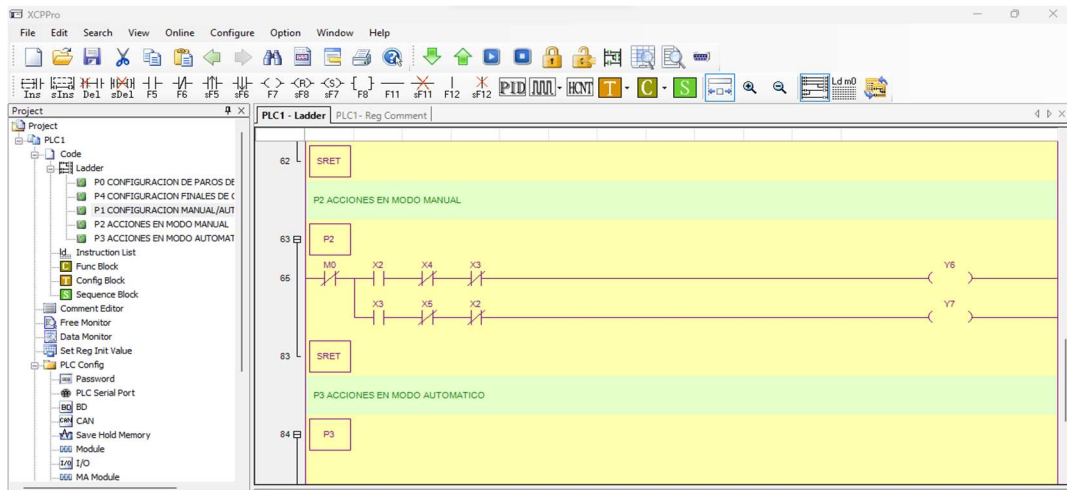 XCPPro
File Edit Search View Online Configure Option Window Help
Ins sIns Del sDel F5 F6 sF5 sF6 F7 sF8 sF7 F8 F11 sF11 F12 sF12 PID HCNT T C S Ld m0
Project
PLC1 - Ladder PLC1- Reg Comment
Project
PLC1
Code
Ladder
P0 CONFIGURACION DE PAROS DE
P4 CONFIGURACION FINALES DE C
P1 CONFIGURACION MANUAL/AUT
P2 ACCIONES EN MODO MANUAL
P3 ACCIONES EN MODO AUTOMAT
Id Instruction List
C Func Block
T Config Block
S Sequence Block
Comment Editor
Free Monitor
Data Monitor
Set Reg Init Value
PLC Config
Password
PLC Serial Port
BD BD
CAN CAN
Save Hold Memory
Module
I/O I/O
MA Module
62 SRET
P2 ACCIONES EN MODO MANUAL
63 P2
M0 X2 X4 X3 Y6
65
X3 X5 X2 Y7
83 SRET
P3 ACCIONES EN MODO AUTOMATICO
84 P3